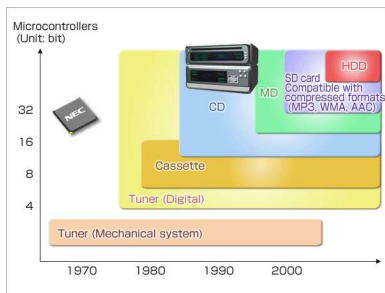 Microcontrollers
(Unit: bit)
HDD
SD card
Compatible with
compressed formats
(MP3, WMA, AAC)
MD
CD
NEC
32
16
Cassette
8
Tuner (Digital)
4
Tuner (Mechanical system)
1970 1980 1990 2000